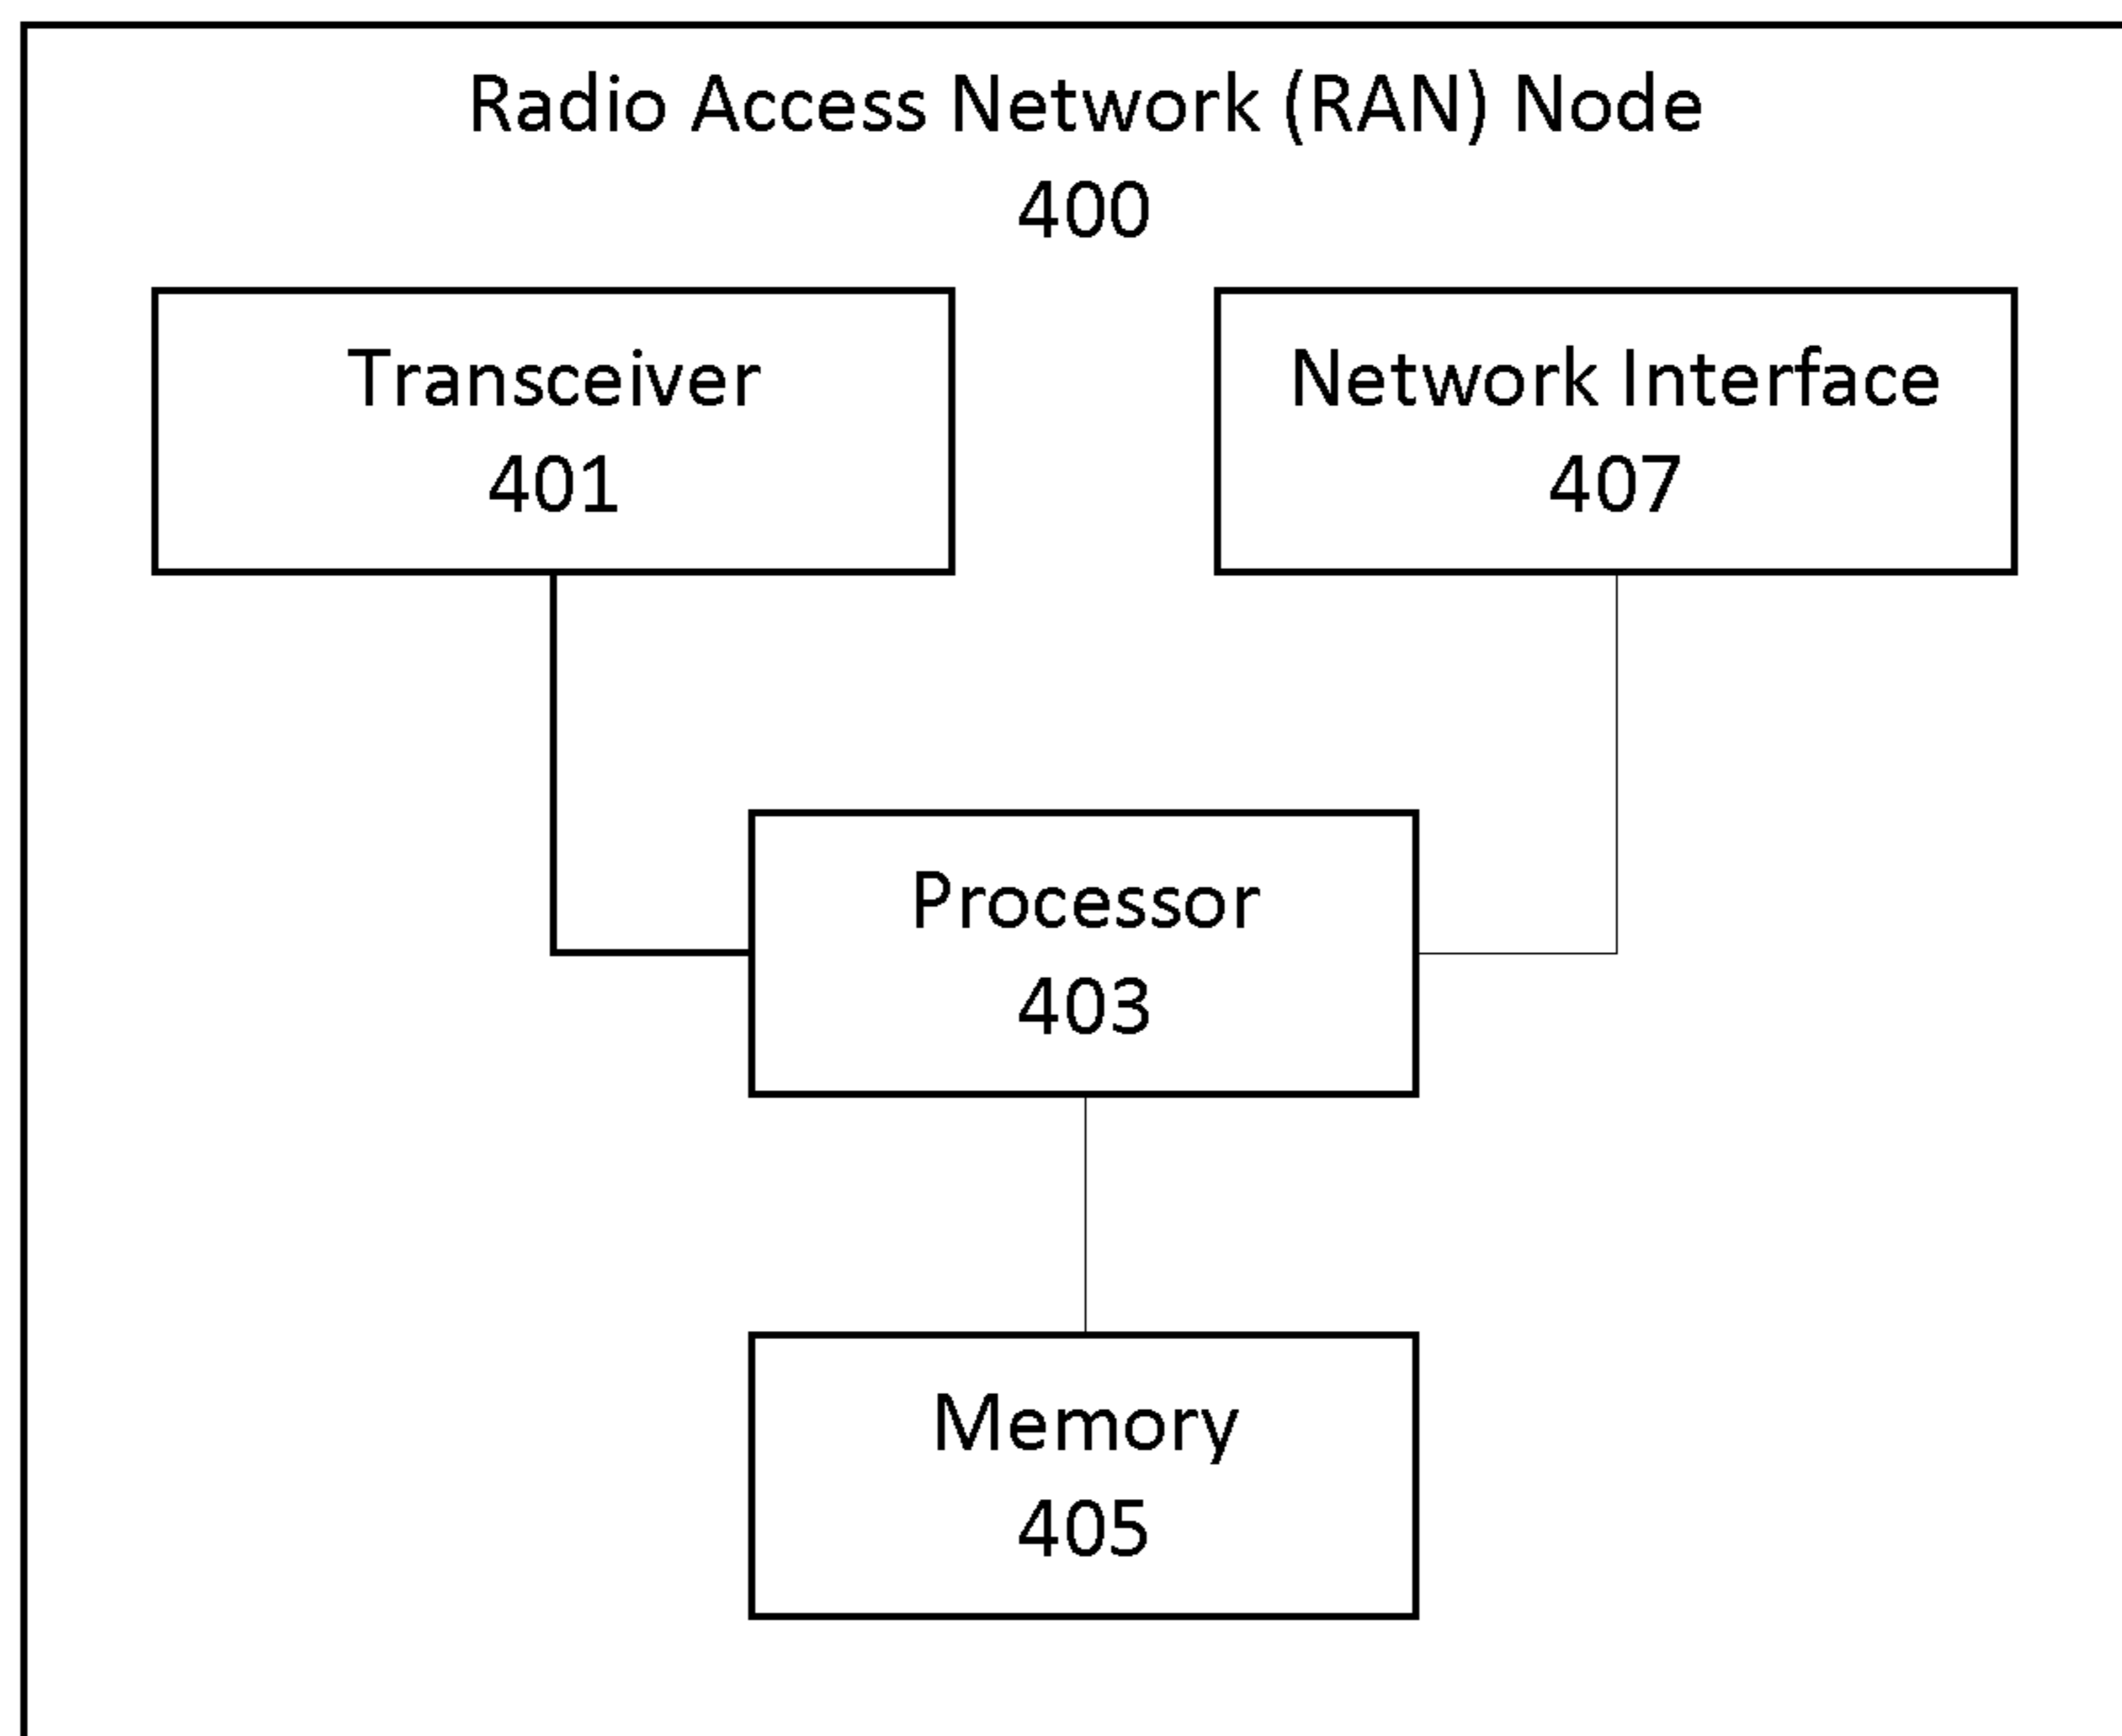 Radio Access Network (RAN) Node
400
Transceiver
401
Network Interface
407
Processor
403
Memory
405